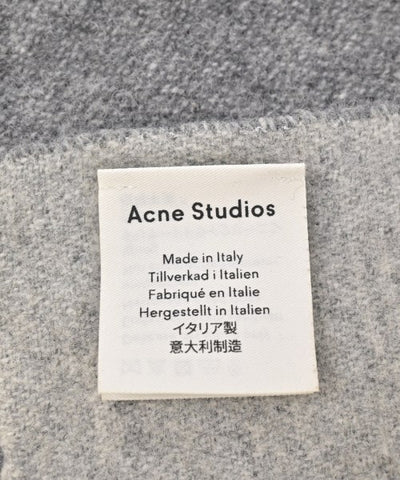 Acne Studios
Made in Italy
Tillverkad i Italien
Fabriqué en Italie
Hergestellt in Italien
イタリア製
意大利制造